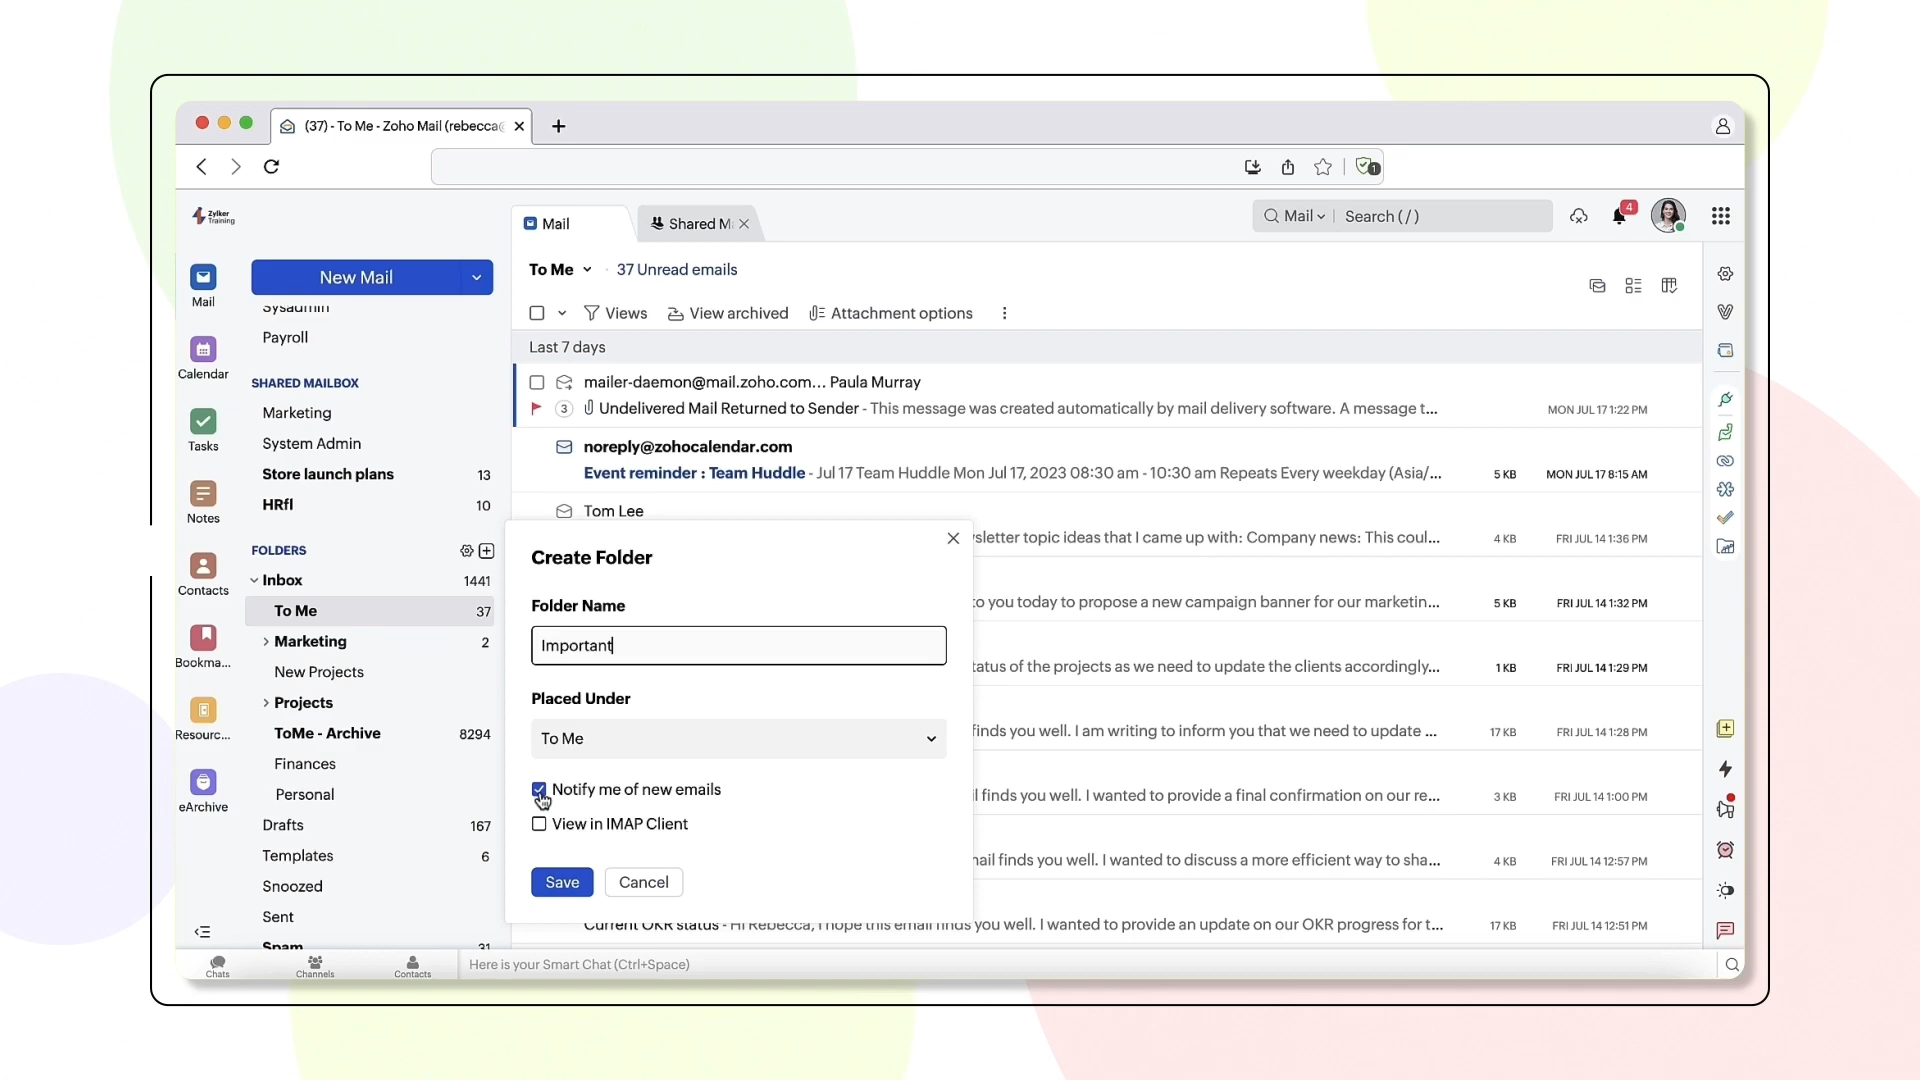 (37) - To Me - Zoho Mail (rebecca@
1
Zylker
Training
Mail
Shared M
Mail
Search ( / )
4
Mail
Calendar
Tasks
Notes
Contacts
Bookma...
Resourc...
eArchive
New Mail
Sysadmin
Payroll
SHARED MAILBOX
Marketing
System Admin
Store launch plans 13
HRfl 10
FOLDERS
Inbox 1441
To Me 37
Marketing 2
New Projects
Projects
ToMe - Archive 8294
Finances
Personal
Drafts 167
Templates 6
Snoozed
Sent
Spam 31
To Me · 37 Unread emails
Views View archived Attachment options
Last 7 days
mailer-daemon@mail.zoho.com... Paula Murray
3 Undelivered Mail Returned to Sender - This message was created automatically by mail delivery software. A message t... MON JUL 17 1:22 PM
noreply@zohocalendar.com
Event reminder : Team Huddle - Jul 17 Team Huddle Mon Jul 17, 2023 08:30 am - 10:30 am Repeats Every weekday (Asia/... 5 KB MON JUL 17 8:15 AM
Tom Lee
sletter topic ideas that I came up with: Company news: This coul... 4 KB FRI JUL 14 1:36 PM
to you today to propose a new campaign banner for our marketin... 5 KB FRI JUL 14 1:32 PM
tatus of the projects as we need to update the clients accordingly... 1 KB FRI JUL 14 1:29 PM
finds you well. I am writing to inform you that we need to update ... 17 KB FRI JUL 14 1:28 PM
l finds you well. I wanted to provide a final confirmation on our re... 3 KB FRI JUL 14 1:00 PM
nail finds you well. I wanted to discuss a more efficient way to sha... 4 KB FRI JUL 14 12:57 PM
Current OKR status - Hi Rebecca, I hope this email finds you well. I wanted to provide an update on our OKR progress for t... 17 KB FRI JUL 14 12:51 PM
Create Folder
Folder Name
Important
Placed Under
To Me
Notify me of new emails
View in IMAP Client
Save Cancel
Chats
Channels
Contacts
Here is your Smart Chat (Ctrl+Space)